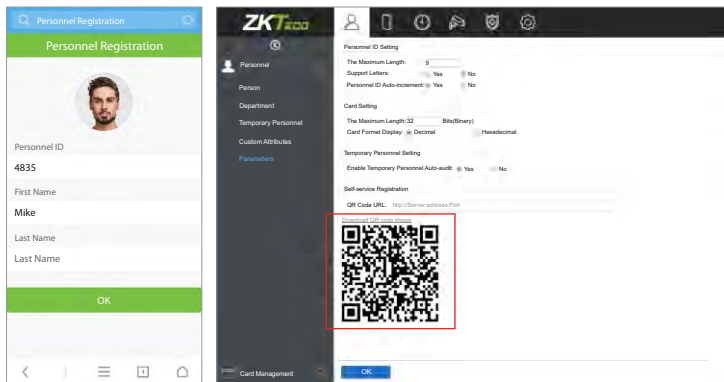 Personnel Registration
Personnel Registration
Personnel ID
4835
First Name
Mike
Last Name
Last Name
OK
ZKTeco
Personnel
Person
Department
Temporary Personnel
Custom Attributes
Parameters
Card Management
Personnel ID Setting
The Maximum Length: 9
Support Letters: Yes No
Personnel ID Auto-increment: Yes No
Card Setting
The Maximum Length: 32 Bits(Binary)
Card Format Display: Decimal Hexadecimal
Temporary Personnel Setting
Enable Temporary Personnel Auto-audit: Yes No
Self-service Registration
QR Code URL: http://Server address:Port
Download QR code image
OK